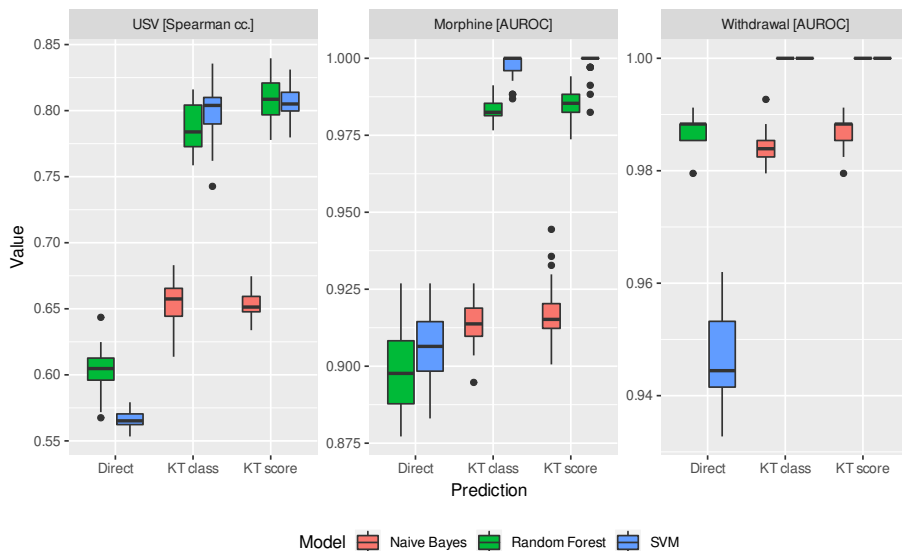 USV [Spearman cc.]
Morphine [AUROC]
Withdrawal [AUROC]
Value
0.85
0.80
0.75
0.70
0.65
0.60
0.55
1.000
0.975
0.950
0.925
0.900
0.875
1.00
0.98
0.96
0.94
Direct
KT class
KT score
Direct
KT class
KT score
Direct
KT class
KT score
Prediction
Model
Naive Bayes
Random Forest
SVM